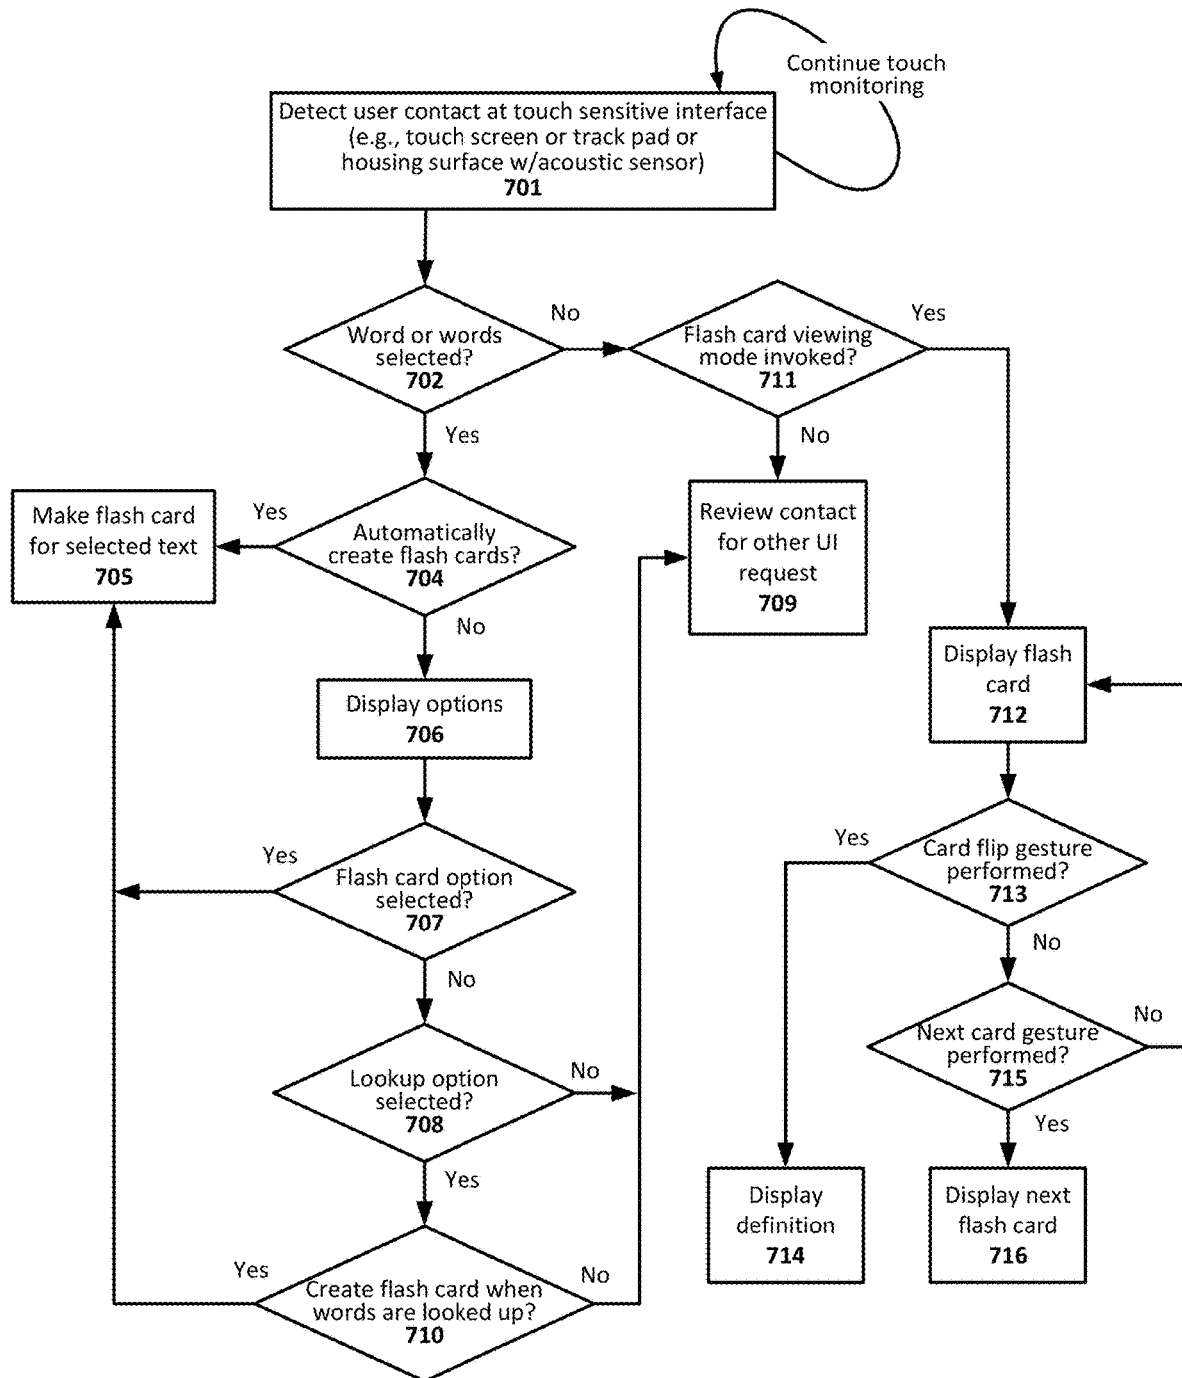 Continue touch
monitoring
Detect user contact at touch sensitive interface
(e.g., touch screen or track pad or
housing surface w/acoustic sensor)
701
Word or words
selected?
702
No
Flash card viewing
mode invoked?
711
Yes
Yes
No
Make flash card
for selected text
705
Yes
Automatically
create flash cards?
704
Review contact
for other UI
request
709
No
Display flash
card
712
Display options
706
Yes
Flash card option
selected?
707
Yes
Card flip gesture
performed?
713
No
No
Next card gesture
performed?
715
No
Lookup option
selected?
708
No
Yes
Yes
Display
definition
714
Display next
flash card
716
Yes
Create flash card when
words are looked up?
710
No